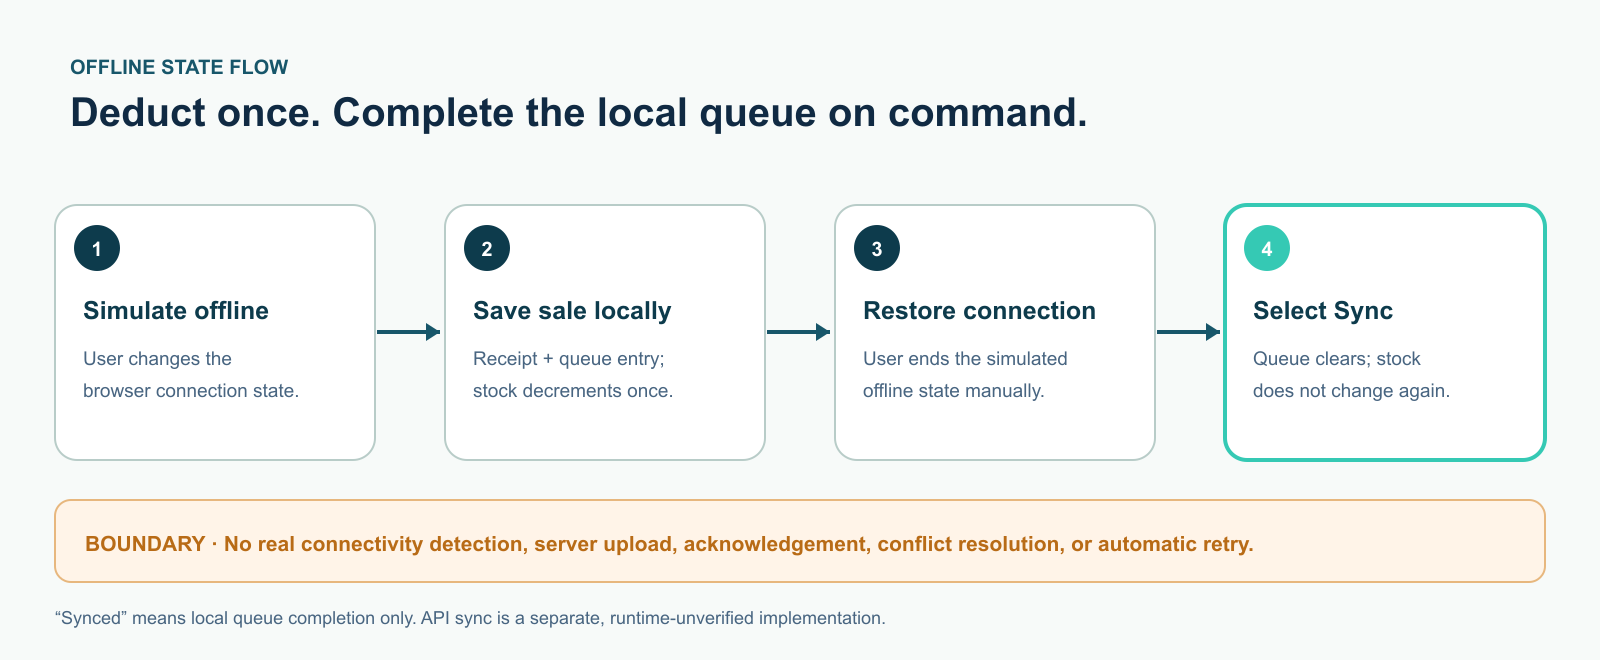 OFFLINE STATE FLOW
Deduct once. Complete the local queue on command.
1
Simulate offline
User changes the
browser connection state.
2
Save sale locally
Receipt + queue entry;
stock decrements once.
3
Restore connection
User ends the simulated
offline state manually.
4
Select Sync
Queue clears; stock
does not change again.
BOUNDARY · No real connectivity detection, server upload, acknowledgement, conflict resolution, or automatic retry.
“Synced” means local queue completion only. API sync is a separate, runtime-unverified implementation.